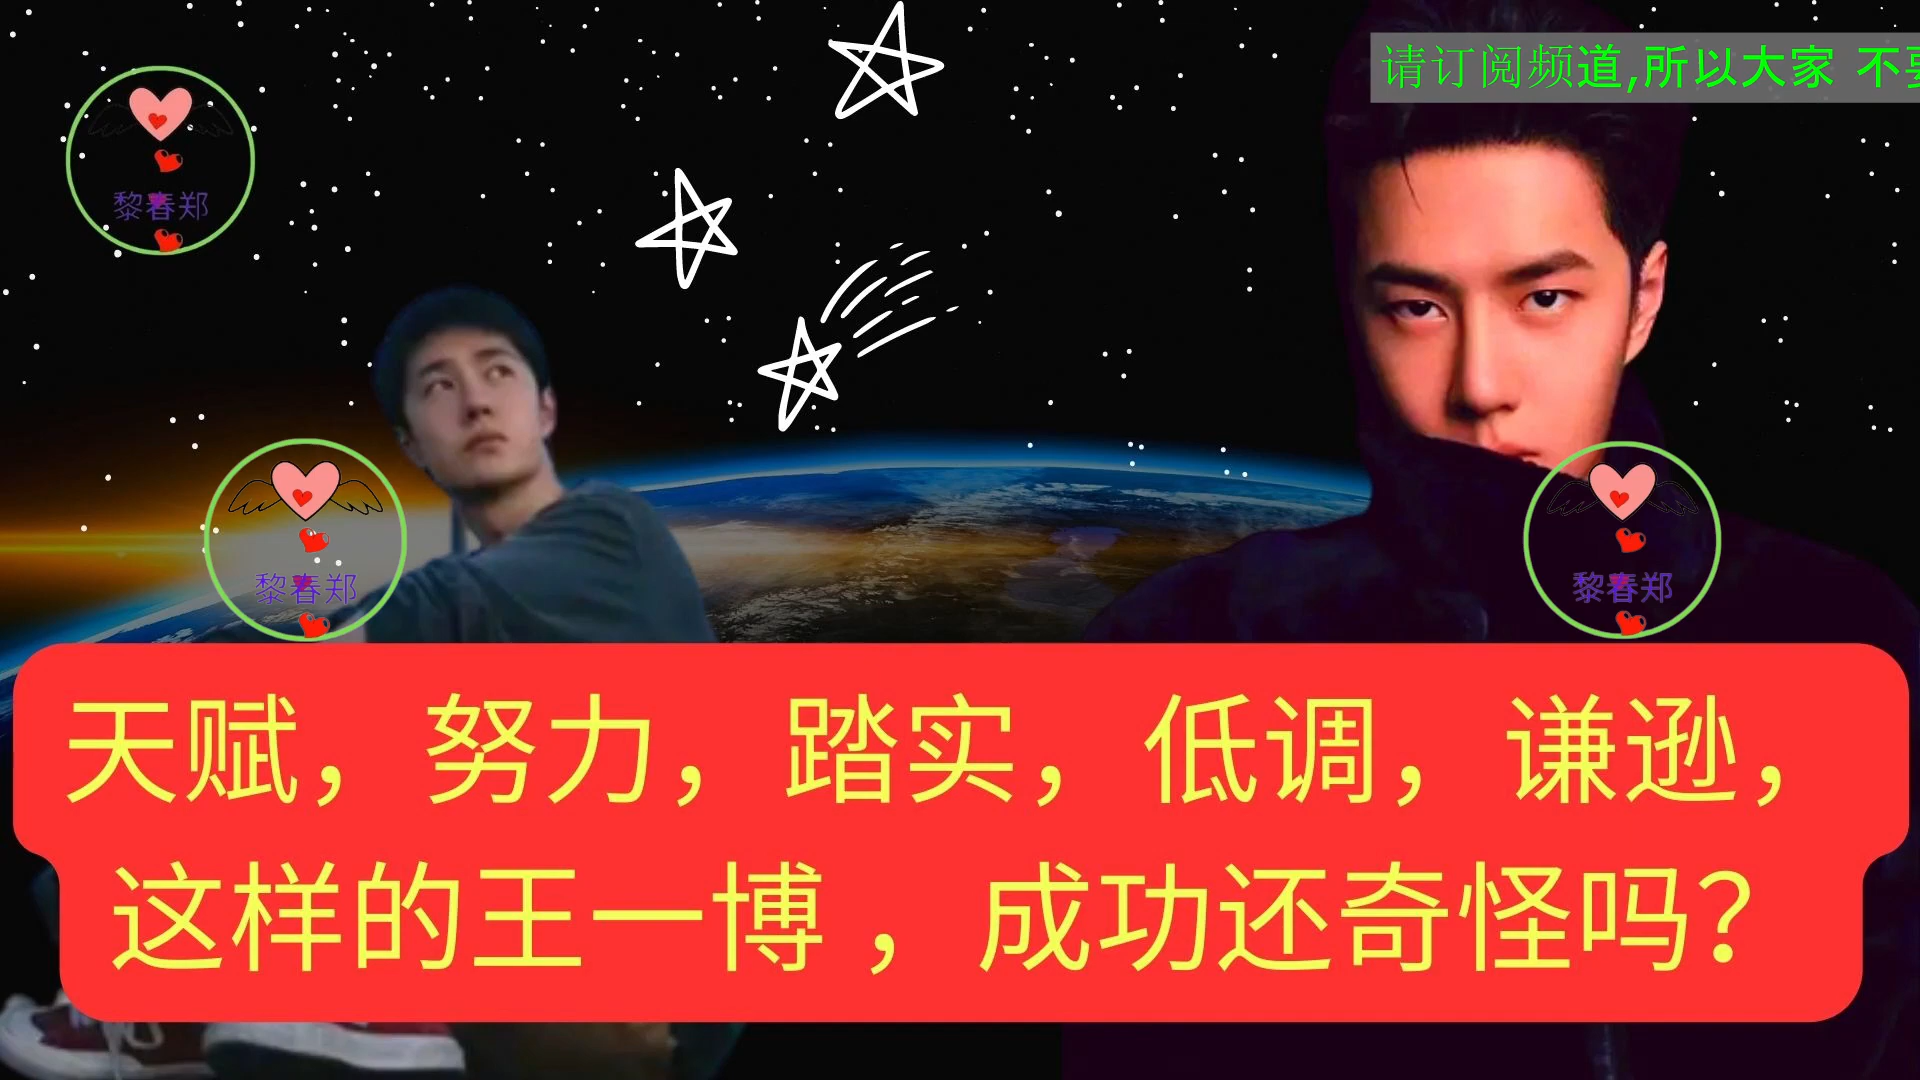 请订阅频道,所以大家 不要
黎春郑
黎春郑
黎春郑
天赋，努力，踏实，低调，谦逊，
这样的王一博 ，成功还奇怪吗？